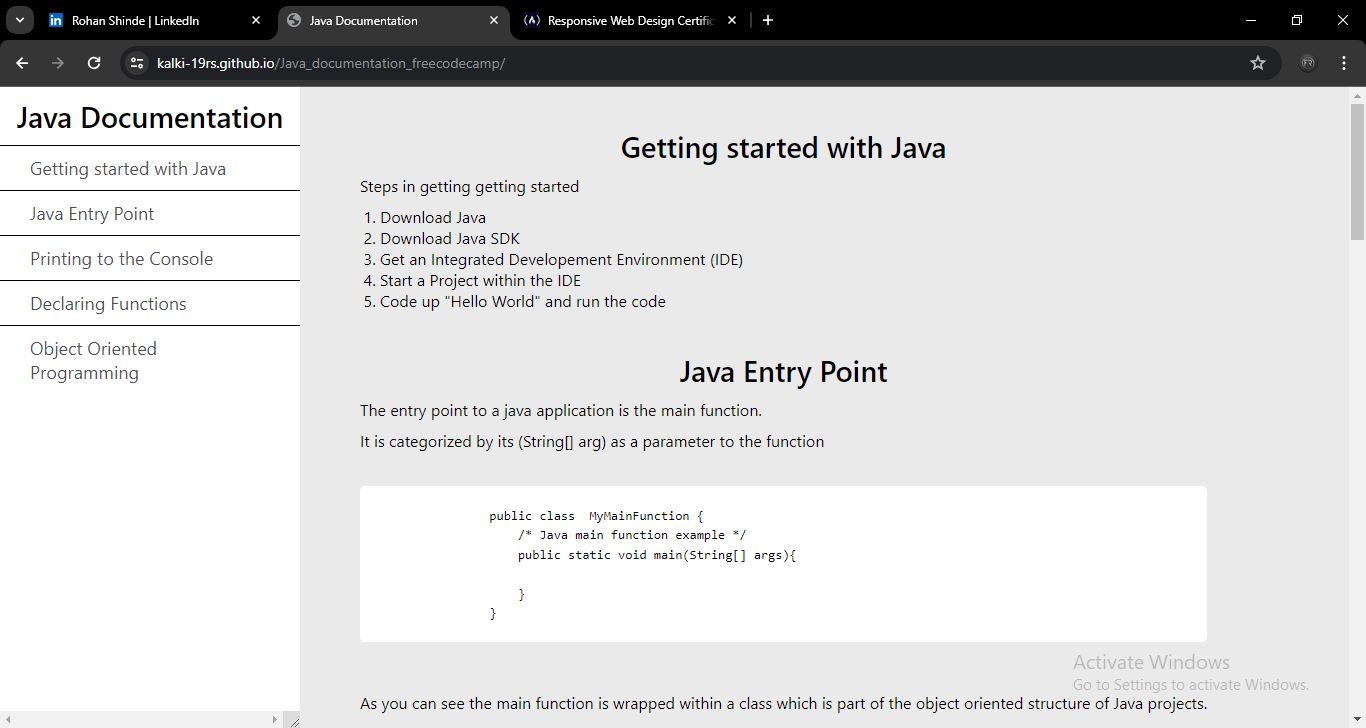 Rohan Shinde | LinkedIn
Java Documentation
Responsive Web Design Certific
kalki-19rs.github.io/Java_documentation_freecodecamp/
Java Documentation
Getting started with Java
Java Entry Point
Printing to the Console
Declaring Functions
Object Oriented
Programming
Getting started with Java
Steps in getting getting started
1. Download Java
2. Download Java SDK
3. Get an Integrated Developement Environment (IDE)
4. Start a Project within the IDE
5. Code up "Hello World" and run the code
Java Entry Point
The entry point to a java application is the main function.
It is categorized by its (String[] arg) as a parameter to the function
public class  MyMainFunction {
/* Java main function example */
public static void main(String[] args){
}
}
As you can see the main function is wrapped within a class which is part of the object oriented structure of Java projects.
Activate Windows
Go to Settings to activate Windows.